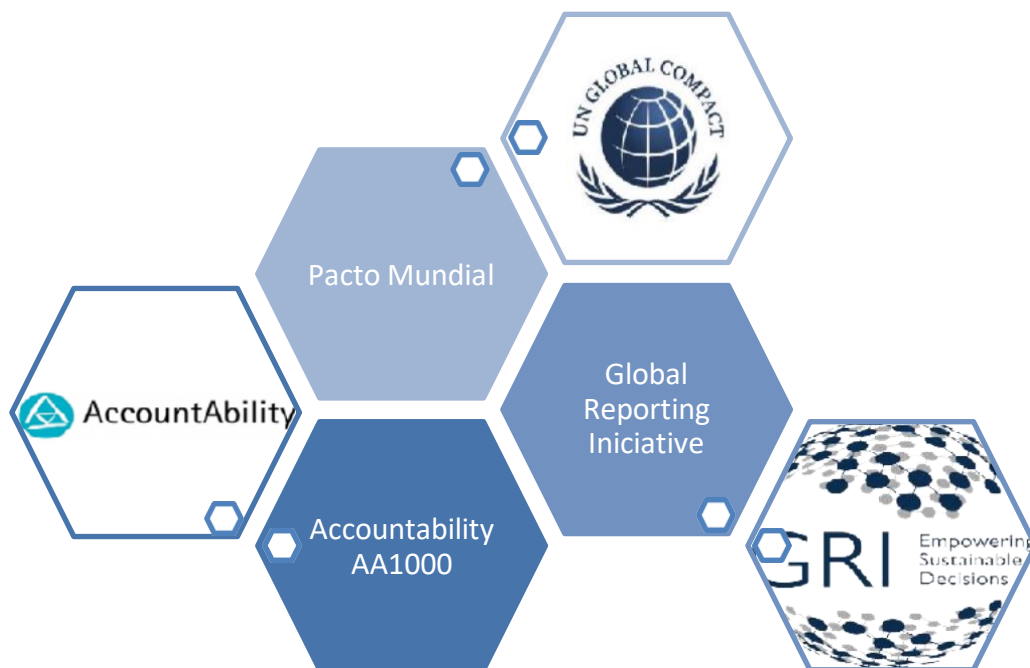 UN GLOBAL COMPACT
Pacto Mundial
Global
Reporting
Iniciative
AccountAbility
Accountability
AA1000
GRI
Empowering
Sustainable
Decisions